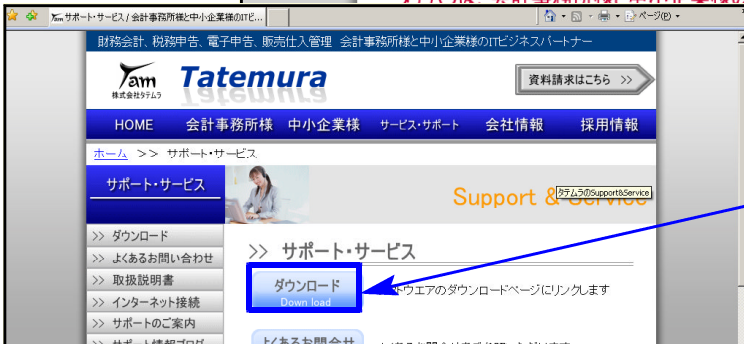 サポート・サービス / 会計事務所様と中小企業様のITビ...
ページ(P)
財務会計、税務申告、電子申告、販売仕入管理 会計事務所様と中小企業様のITビジネスパートナー
Tam
株式会社タテムラ
Tatemura
資料請求はこちら >>
HOME 会計事務所様 中小企業様 サービス・サポート 会社情報 採用情報
ホーム >> サポート・サービス
サポート・サービス
Support &
タテムラのSupport&Service
>> ダウンロード
>> よくあるお問い合わせ
>> 取扱説明書
>> インターネット接続
>> サポートのご案内
>> サポート・サービス
ダウンロード
Down load
トウエアのダウンロードページにリンクします
よくあるお問合せ